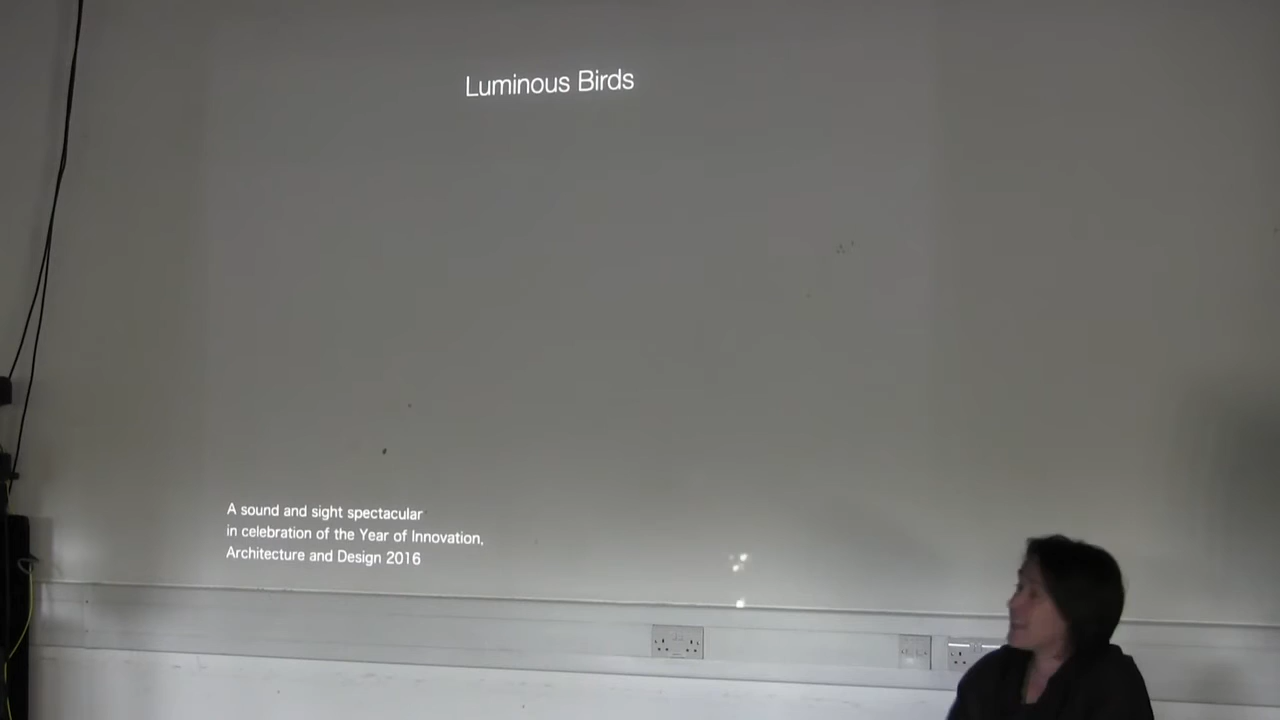 Luminous Birds
A sound and sight spectacular
in celebration of the Year of Innovation,
Architecture and Design 2016